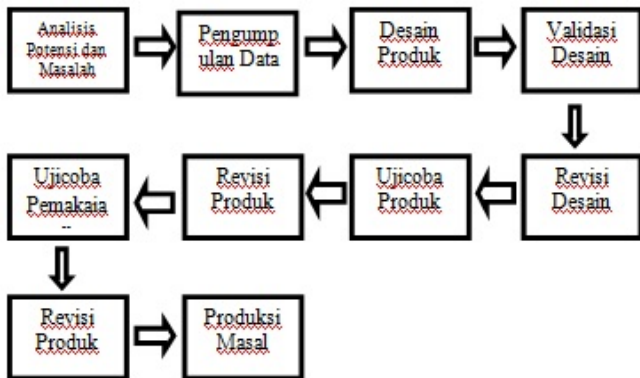 Analisis
Potensi dan
Masalah
Pengump
ulan Data
Desain
Produk
Validasi
Desain
Revisi
Desain
Ujicoba
Produk
Revisi
Produk
Ujicoba
Pemakaia
Revisi
Produk
Produksi
Masal